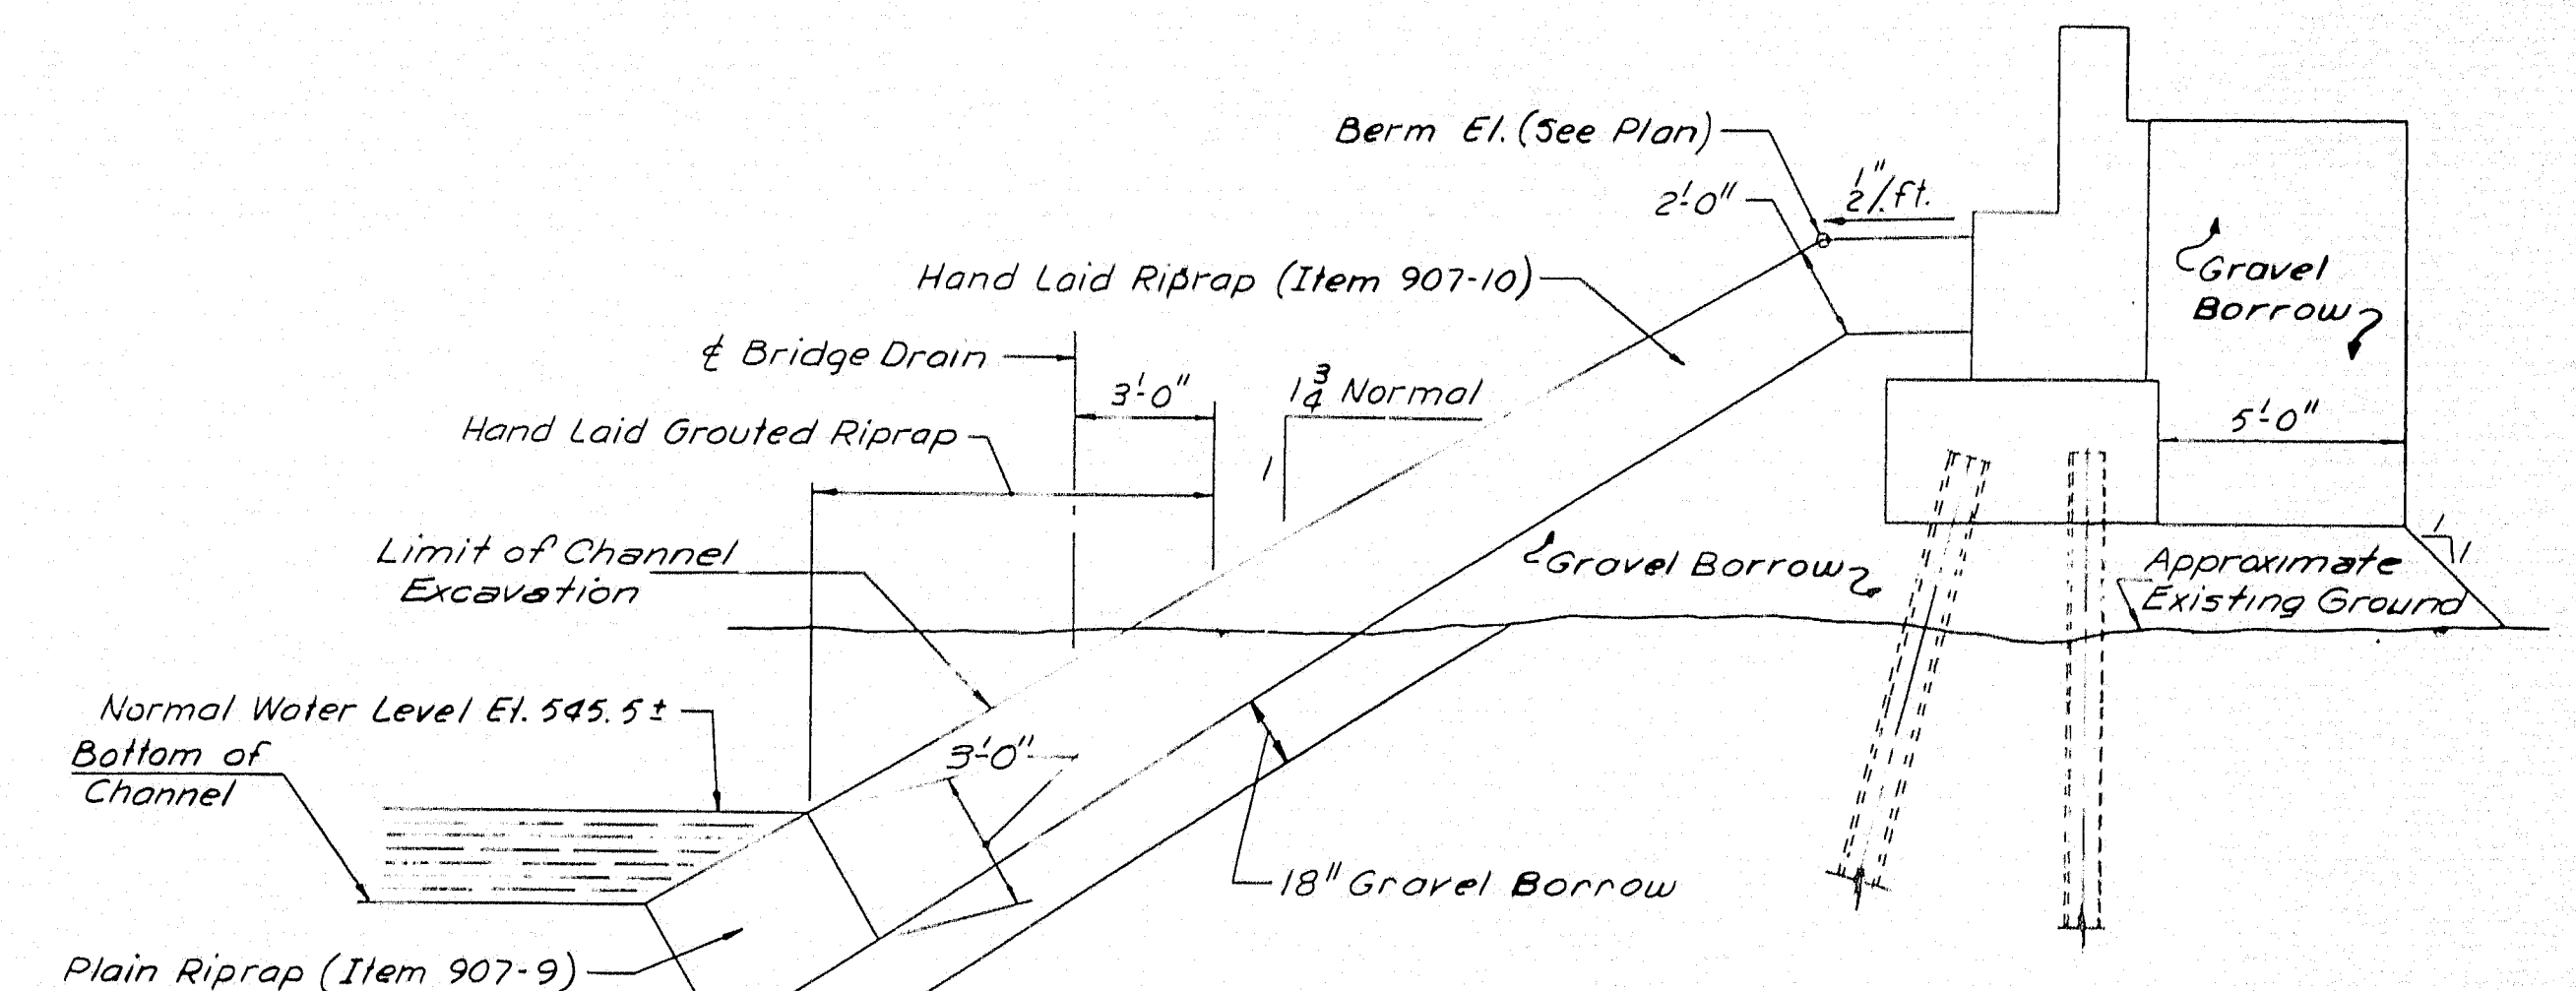 Berm El. (See Plan)
2'-0"
1/2"/ft.
Gravel
Borrow
Hand Laid Riprap (Item 907-10)
℄ Bridge Drain
3'-0"
1 3/4 Normal
1
Hand Laid Grouted Riprap
5'-0"
Limit of Channel
Excavation
Gravel Borrow
1
1
Approximate
Existing Ground
Normal Water Level El. 545.5±
Bottom of
Channel
3'-0"
18" Gravel Borrow
Plain Riprap (Item 907-9)